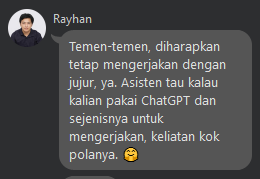 Rayhan
Temen-temen, diharapkan
tetap mengerjakan dengan
jujur, ya. Asisten tau kalau
kalian pakai ChatGPT dan
sejenisnya untuk
mengerjakan, keliatan kok
polanya. 🤗